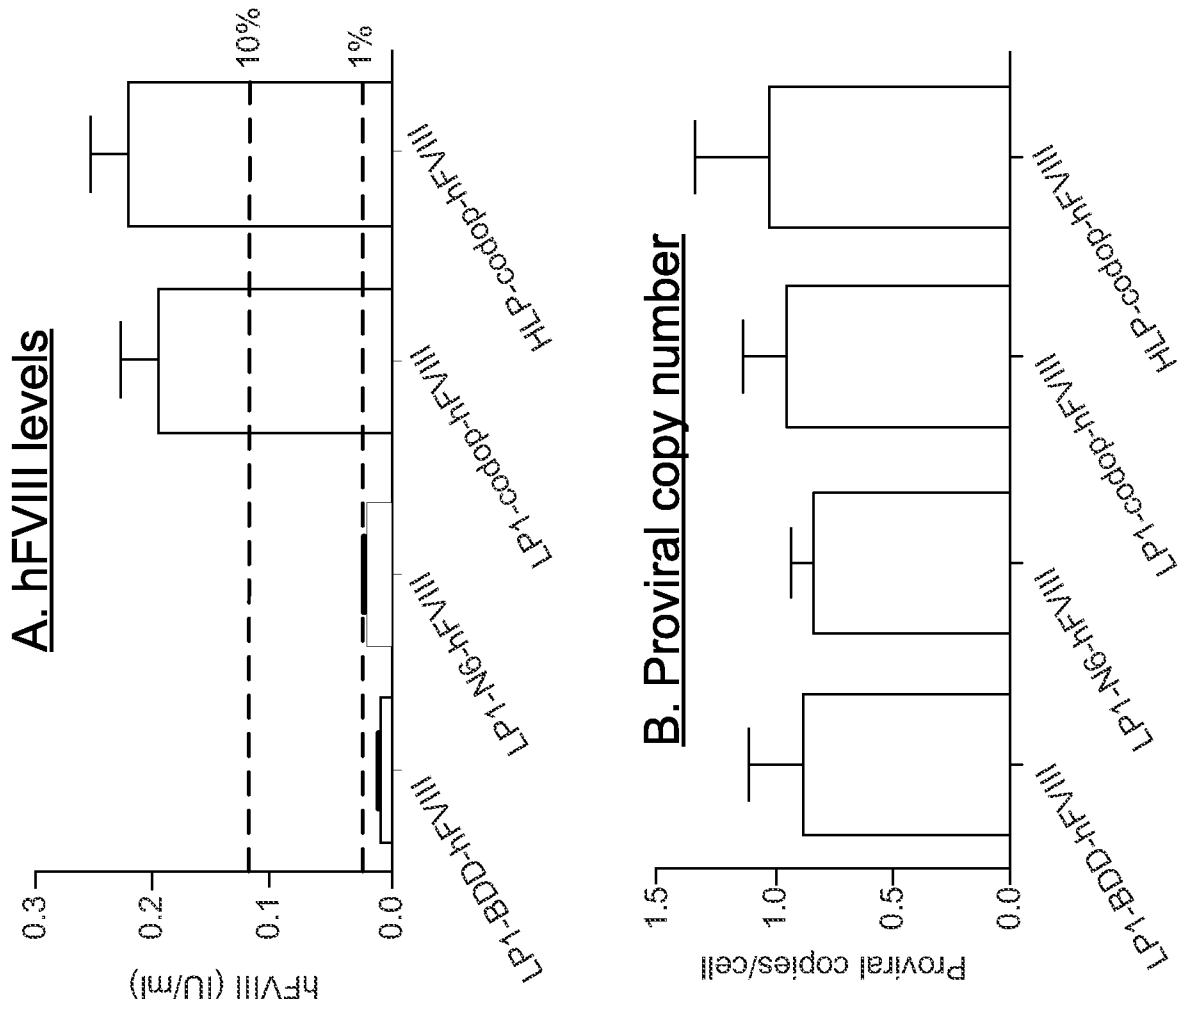 A. hFVIII levels
hFVIII (IU/ml)
0.3
0.2
0.1
0.0
10%
1%
LP1-BDD-hFVIII
LP1-N6-hFVIII
LP1-codop-hFVIII
HLP-codop-hFVIII
B. Proviral copy number
Proviral copies/cell
1.5
1.0
0.5
0.0
LP1-BDD-hFVIII
LP1-N6-hFVIII
LP1-codop-hFVIII
HLP-codop-hFVIII